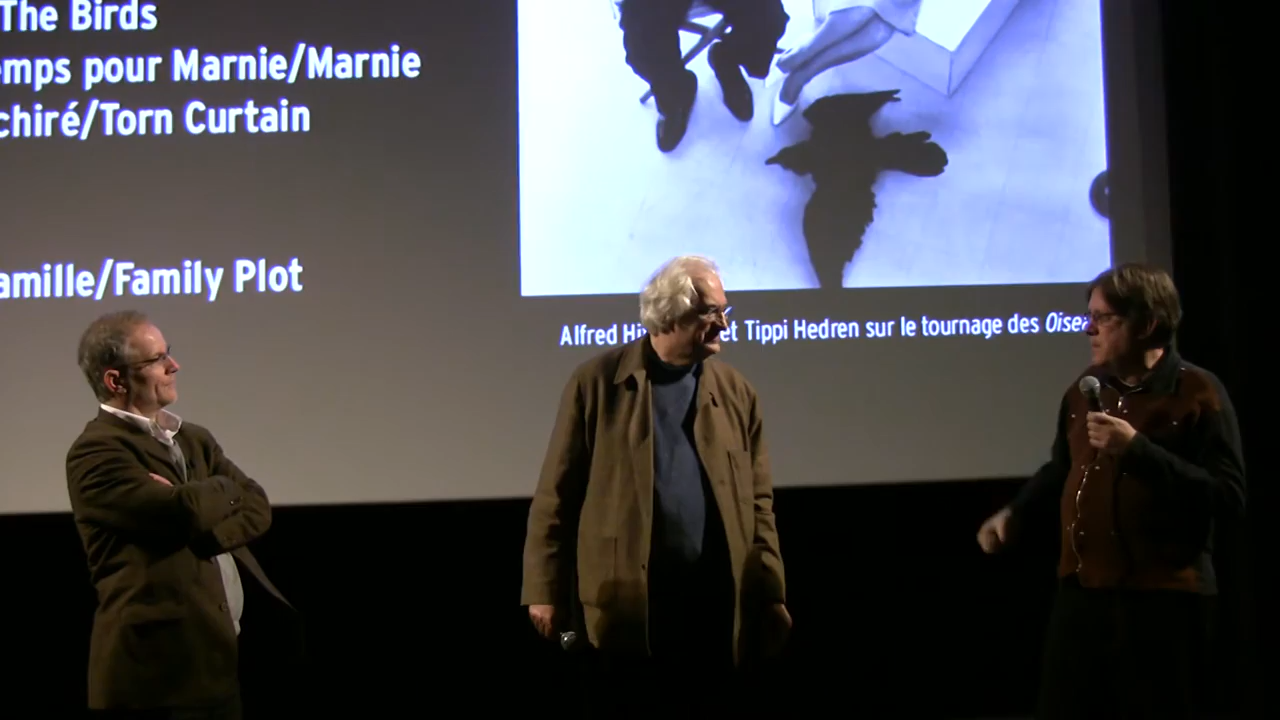 The Birds
emps pour Marnie/Marnie
chiré/Torn Curtain
amille/Family Plot
Alfred Hi et Tippi Hedren sur le tournage des Oisea